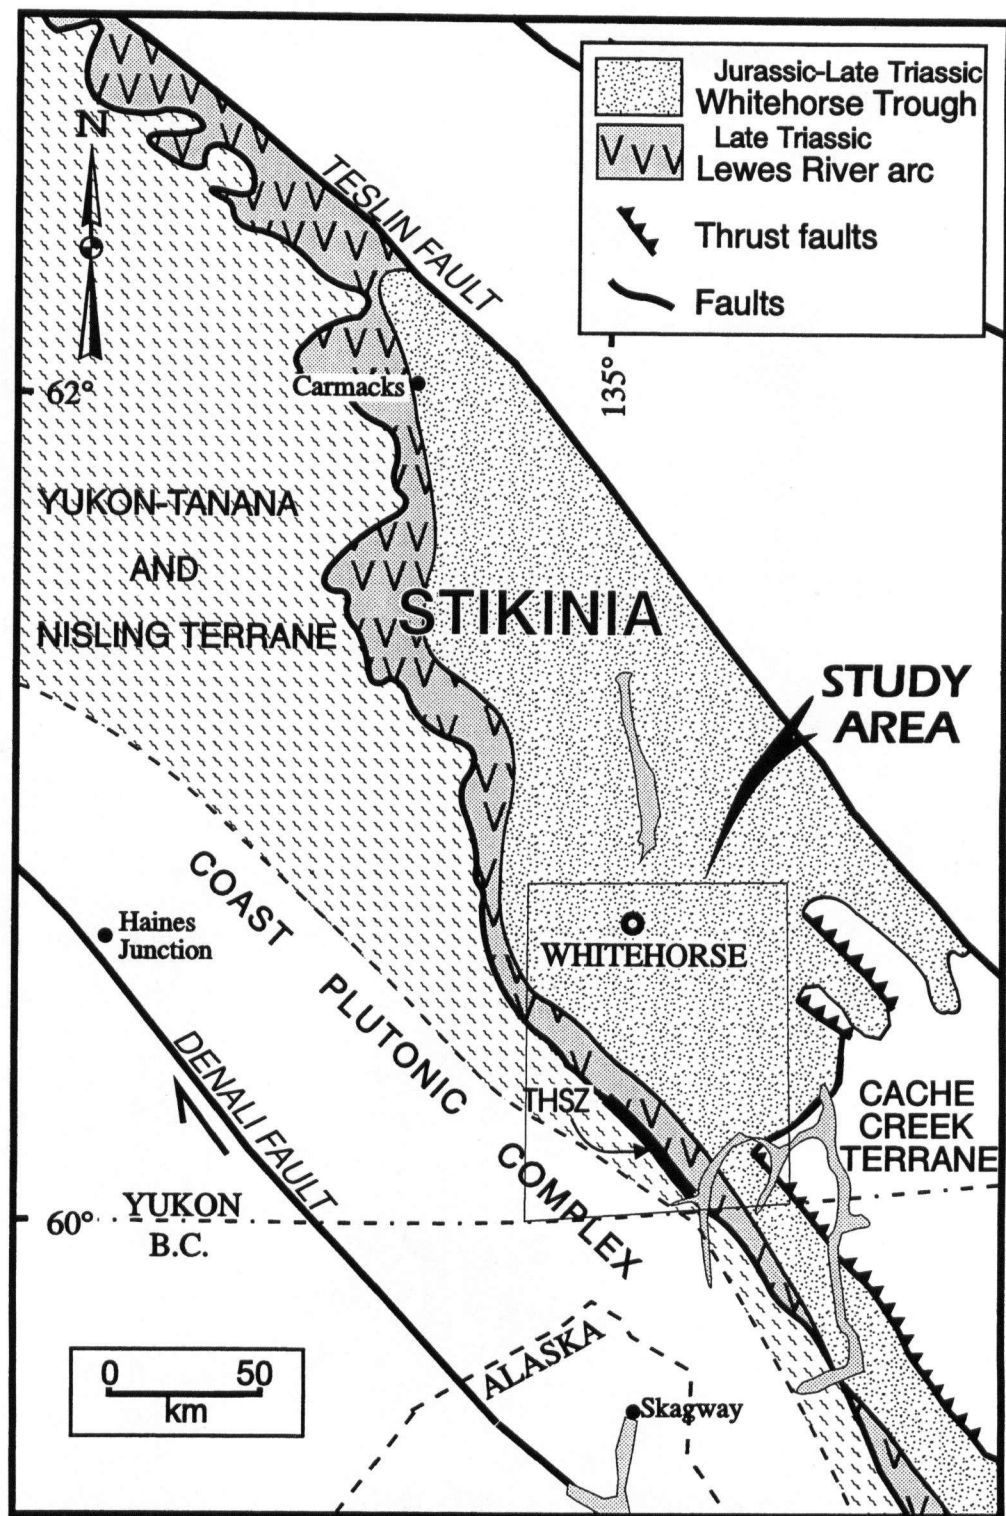 Jurassic-Late Triassic
Whitehorse Trough
Late Triassic
Lewes River arc
Thrust faults
Faults
N
TESLIN FAULT
135°
Carmacks
62°
YUKON-TANANA
AND
NISLING TERRANE
STIKINIA
STUDY
AREA
COAST PLUTONIC COMPLEX
Haines
Junction
WHITEHORSE
DENALI FAULT
THSZ
CACHE
CREEK
TERRANE
60°
YUKON
B.C.
ALASKA
0 50
km
Skagway